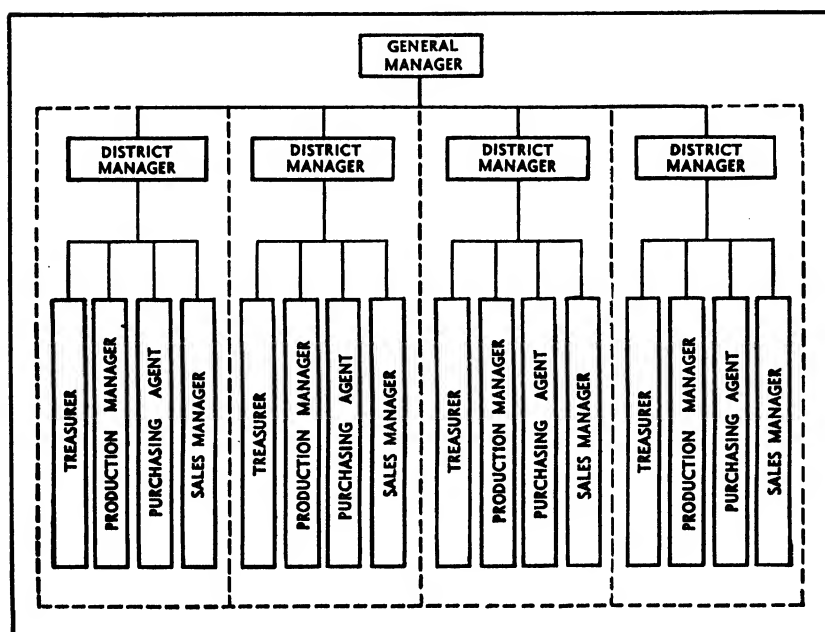 GENERAL
MANAGER
DISTRICT
MANAGER
DISTRICT
MANAGER
DISTRICT
MANAGER
DISTRICT
MANAGER
TREASURER
PRODUCTION MANAGER
PURCHASING AGENT
SALES MANAGER
TREASURER
PRODUCTION MANAGER
PURCHASING AGENT
SALES MANAGER
TREASURER
PRODUCTION MANAGER
PURCHASING AGENT
SALES MANAGER
TREASURER
PRODUCTION MANAGER
PURCHASING AGENT
SALES MANAGER